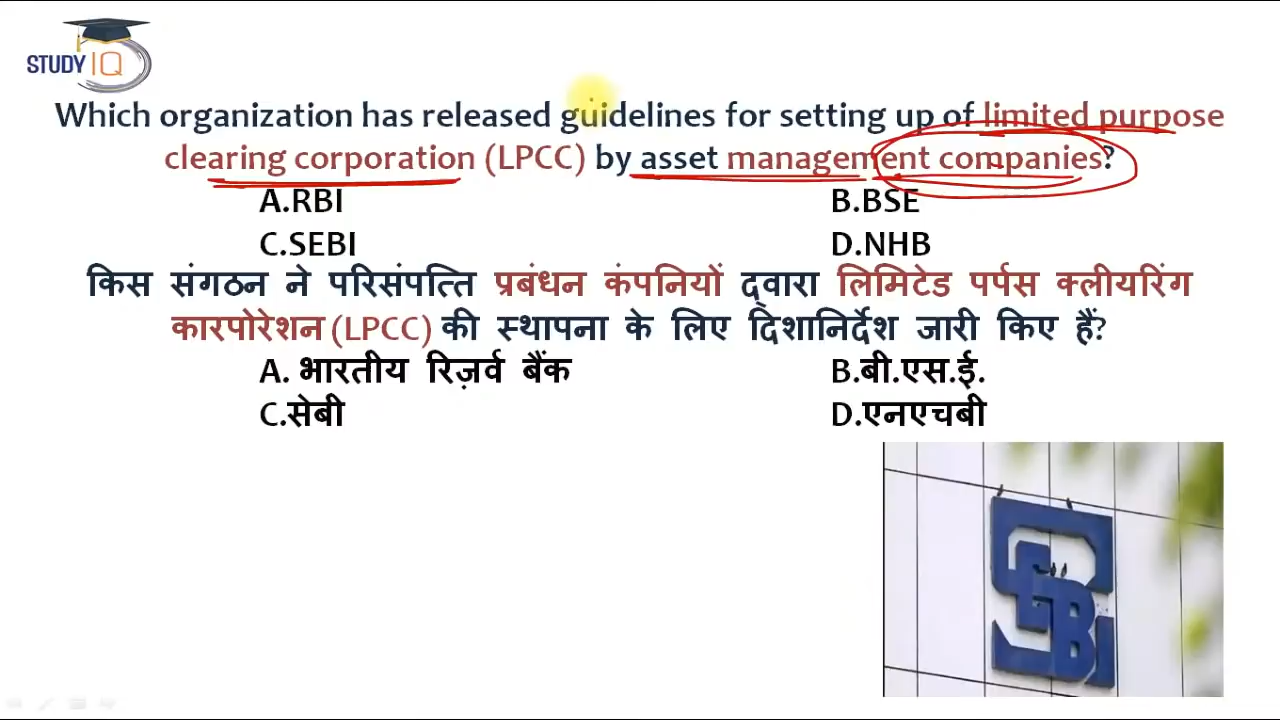 STUDY IQ
Which organization has released guidelines for setting up of limited purpose
clearing corporation (LPCC) by asset management companies?
A.RBI B.BSE
C.SEBI D.NHB
किस संगठन ने परिसंपत्ति प्रबंधन कंपनियों द्वारा लिमिटेड पर्पस क्लीयरिंग
कारपोरेशन (LPCC) की स्थापना के लिए दिशानिर्देश जारी किए हैं?
A. भारतीय रिज़र्व बैंक B.बी.एस.ई.
C.सेबी D.एनएचबी
SEBI